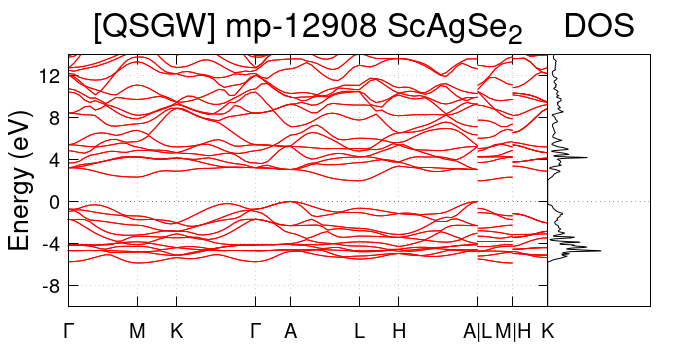 [QSGW] mp-12908 ScAgSe₂ DOS
Energy (eV)
12
8
4
0
-4
-8
Γ M K Γ A L H A|L M|H K